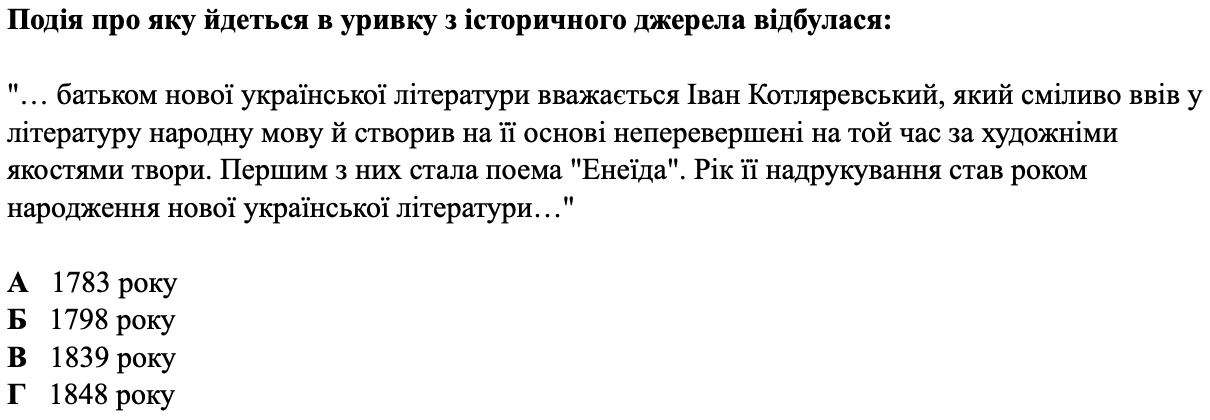 Подія про яку йдеться в уривку з історичного джерела відбулася:
"… батьком нової української літератури вважається Іван Котляревський, який сміливо ввів у
літературу народну мову й створив на її основі неперевершені на той час за художніми
якостями твори. Першим з них стала поема "Енеїда". Рік її надрукування став роком
народження нової української літератури…"
А 1783 року
Б 1798 року
В 1839 року
Г 1848 року